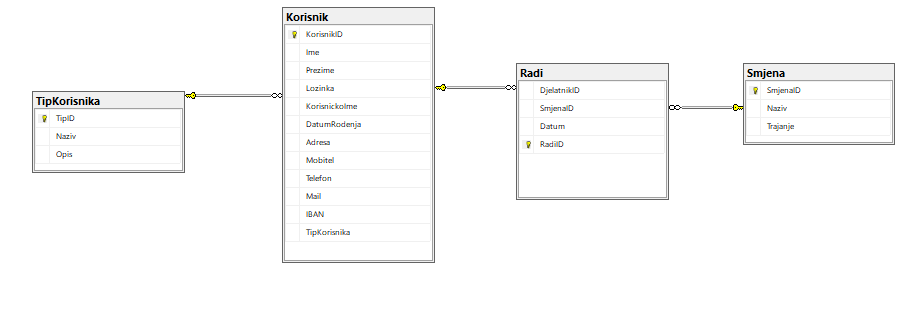 TipKorisnika
TipID
Naziv
Opis
Korisnik
KorisnikID
Ime
Prezime
Lozinka
KorisnickoIme
DatumRodenja
Adresa
Mobitel
Telefon
Mail
IBAN
TipKorisnika
Radi
DjelatnikID
SmjenaID
Datum
RadiID
Smjena
SmjenaID
Naziv
Trajanje